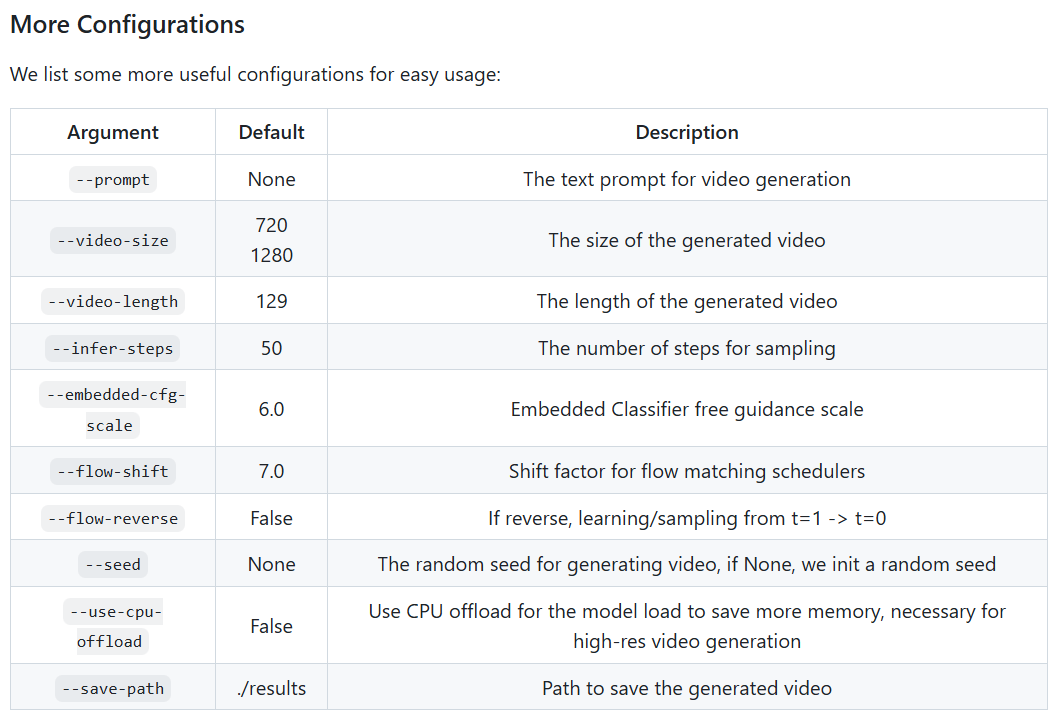 More Configurations
We list some more useful configurations for easy usage:
Argument Default Description
--prompt None The text prompt for video generation
--video-size 720 1280 The size of the generated video
--video-length 129 The length of the generated video
--infer-steps 50 The number of steps for sampling
--embedded-cfg-scale 6.0 Embedded Classifier free guidance scale
--flow-shift 7.0 Shift factor for flow matching schedulers
--flow-reverse False If reverse, learning/sampling from t=1 -> t=0
--seed None The random seed for generating video, if None, we init a random seed
--use-cpu-offload False Use CPU offload for the model load to save more memory, necessary for
high-res video generation
--save-path ./results Path to save the generated video